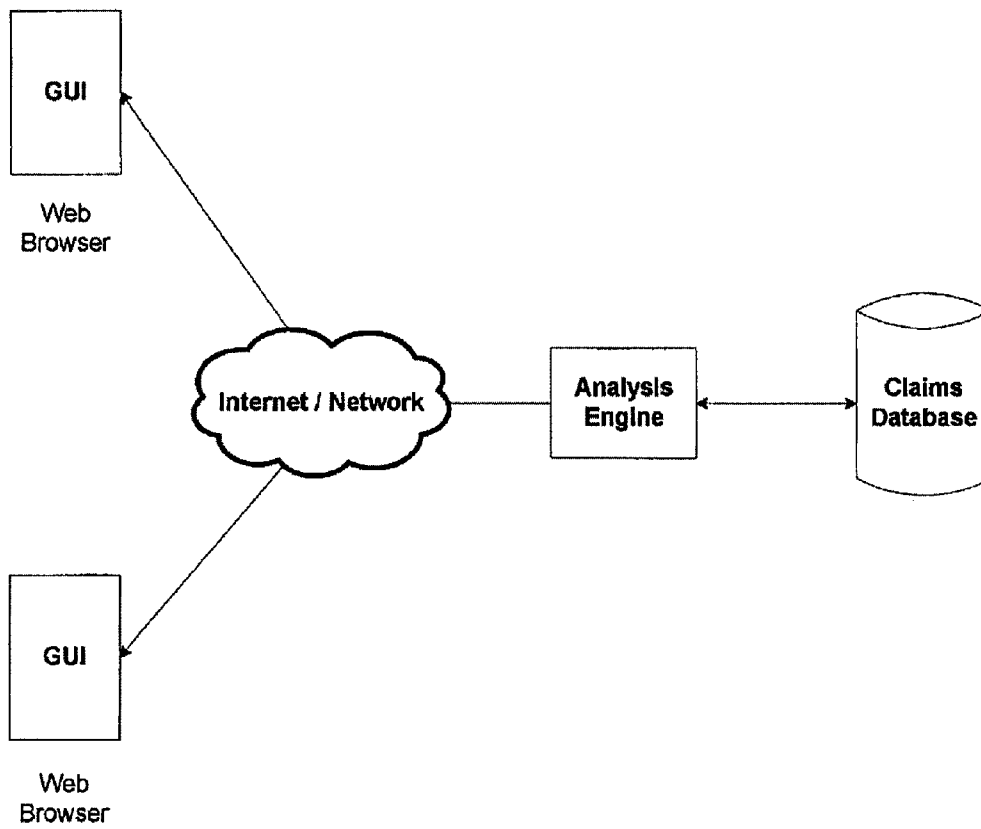 GUI
Web
Browser
Internet / Network
Analysis
Engine
Claims
Database
GUI
Web
Browser